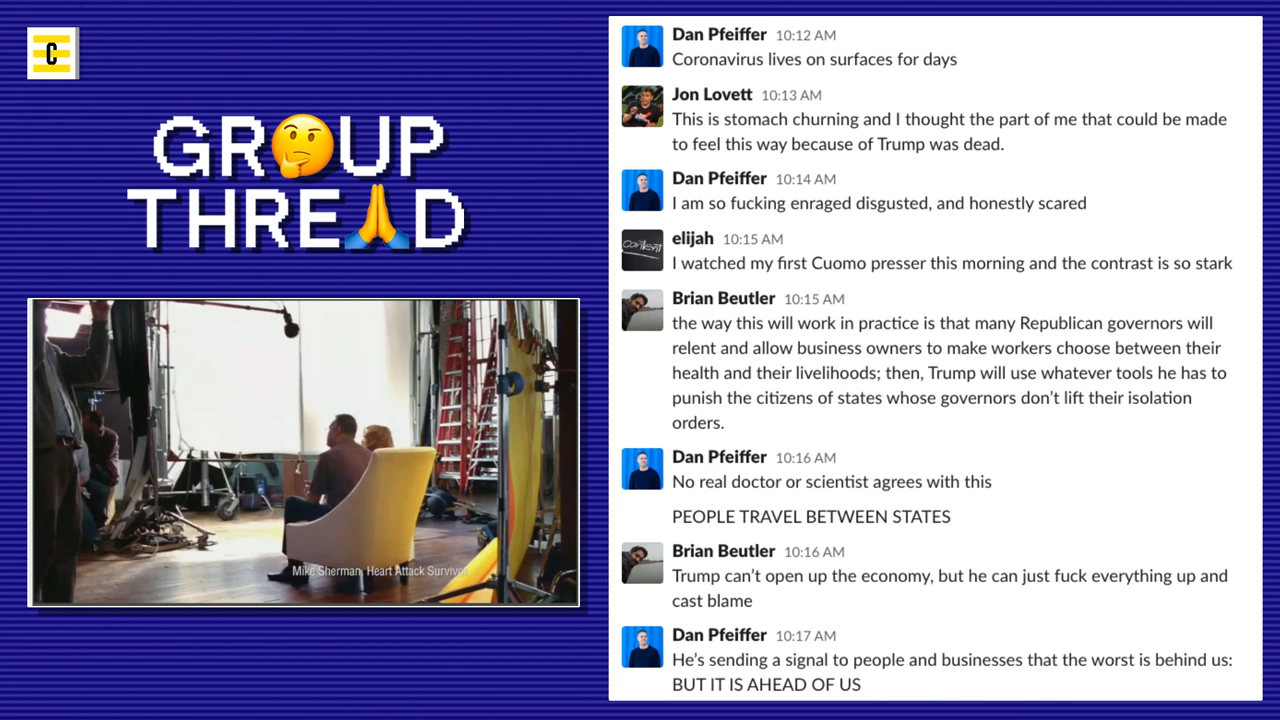 C
GR🤔UP
THRE🙏D
Mike Sherman, Heart Attack Survivor
Dan Pfeiffer 10:12 AM
Coronavirus lives on surfaces for days
Jon Lovett 10:13 AM
This is stomach churning and I thought the part of me that could be made
to feel this way because of Trump was dead.
Dan Pfeiffer 10:14 AM
I am so fucking enraged disgusted, and honestly scared
elijah 10:15 AM
content
I watched my first Cuomo presser this morning and the contrast is so stark
Brian Beutler 10:15 AM
the way this will work in practice is that many Republican governors will
relent and allow business owners to make workers choose between their
health and their livelihoods; then, Trump will use whatever tools he has to
punish the citizens of states whose governors don’t lift their isolation
orders.
Dan Pfeiffer 10:16 AM
No real doctor or scientist agrees with this
PEOPLE TRAVEL BETWEEN STATES
Brian Beutler 10:16 AM
Trump can’t open up the economy, but he can just fuck everything up and
cast blame
Dan Pfeiffer 10:17 AM
He’s sending a signal to people and businesses that the worst is behind us:
BUT IT IS AHEAD OF US